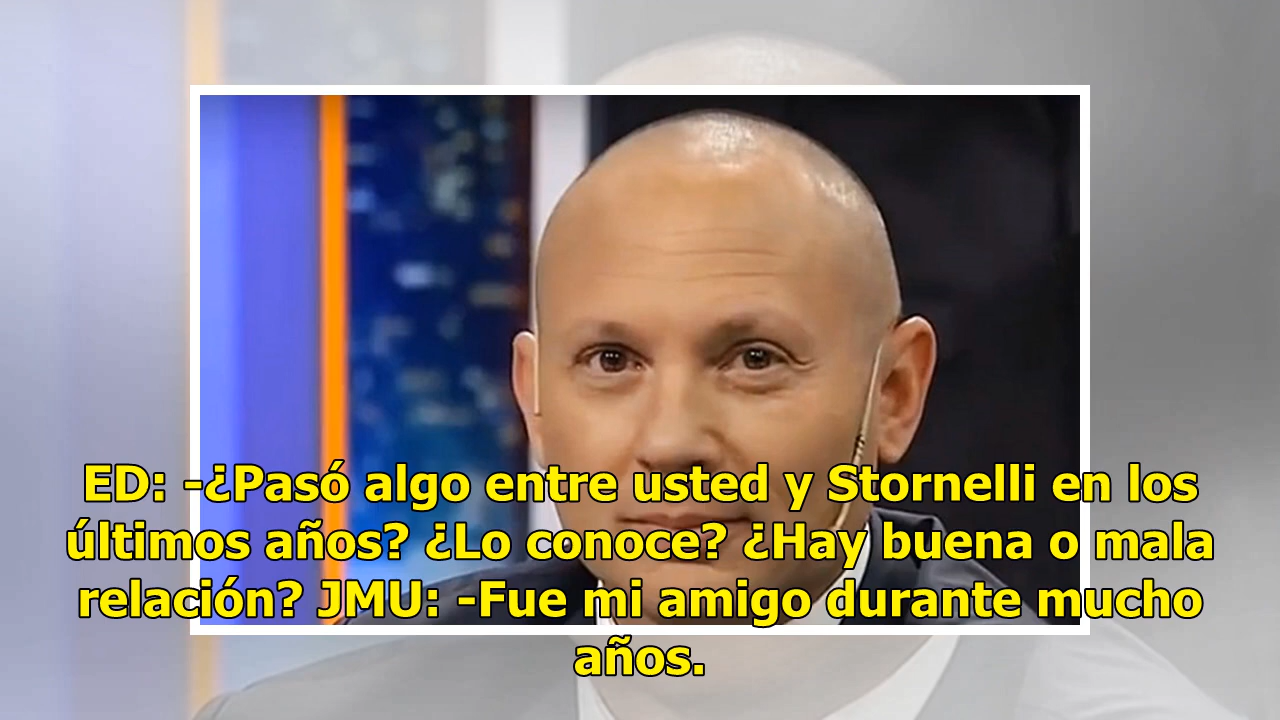 ED: -¿Pasó algo entre usted y Stornelli en los
últimos años? ¿Lo conoce? ¿Hay buena o mala
relación? JMU: -Fue mi amigo durante mucho
años.